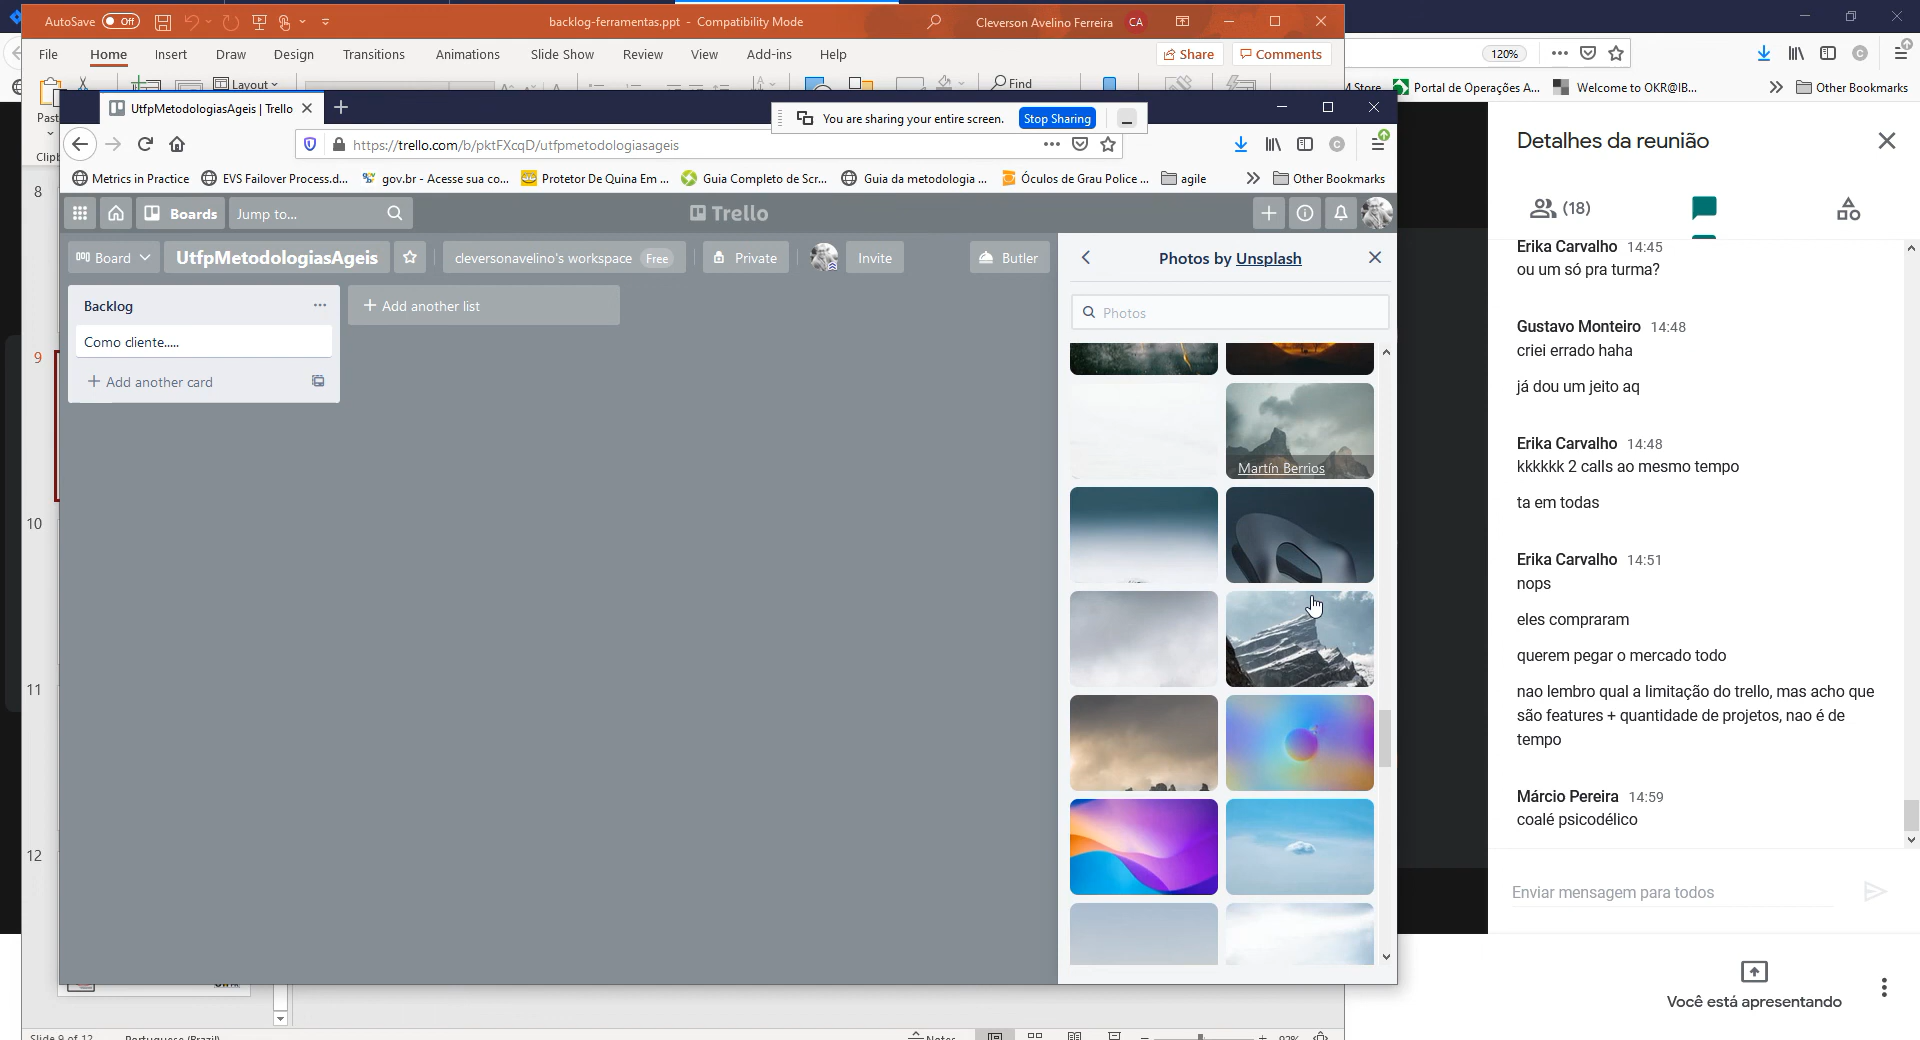 AutoSave Off
backlog-ferramentas.ppt - Compatibility Mode
Cleverson Avelino Ferreira CA
File Home Insert Draw Design Transitions Animations Slide Show Review View Add-ins Help
Share Comments
Layout
Find
120%
Portal de Operações A... Welcome to OKR@IB...
Other Bookmarks
UtfpMetodologiasAgeis | Trello
You are sharing your entire screen. Stop Sharing
https://trello.com/b/pktFXcqD/utfpmetodologiasageis
Metrics in Practice EVS Failover Process.d... gov.br - Acesse sua co... Protetor De Quina Em ... Guia Completo de Scr... Guia da metodologia ... Óculos de Grau Police ... agile Other Bookmarks
Boards Jump to...
Trello
Board UtfpMetodologiasAgeis cleversonavelino's workspace Free Private Invite Butler
Backlog
Como cliente.....
Add another card
Add another list
Photos by Unsplash
Photos
Martín Berrios
8
9
10
11
12
Detalhes da reunião
(18)
Erika Carvalho 14:45
ou um só pra turma?
Gustavo Monteiro 14:48
criei errado haha
já dou um jeito aq
Erika Carvalho 14:48
kkkkkk 2 calls ao mesmo tempo
ta em todas
Erika Carvalho 14:51
nops
eles compraram
querem pegar o mercado todo
nao lembro qual a limitação do trello, mas acho que
são features + quantidade de projetos, nao é de
tempo
Márcio Pereira 14:59
coalé psicodélico
Enviar mensagem para todos
Você está apresentando
Slide 9 of 12 Portuguese (Brazil)
Notes
92%